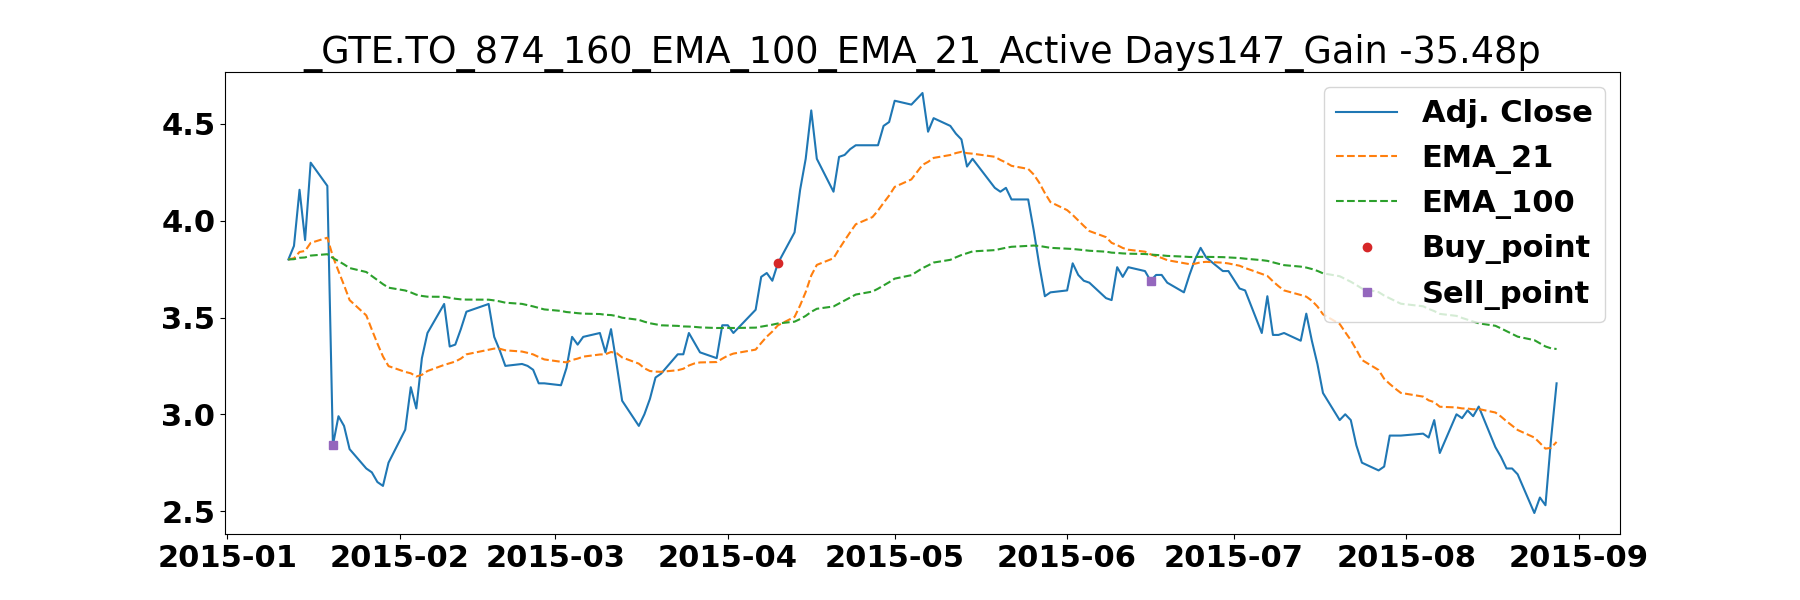 _GTE.TO_874_160_EMA_100_EMA_21_Active Days147_Gain -35.48p
4.5
4.0
3.5
3.0
2.5
Adj. Close
EMA_21
EMA_100
Buy_point
Sell_point
2015-01 2015-02 2015-03 2015-04 2015-05 2015-06 2015-07 2015-08 2015-09